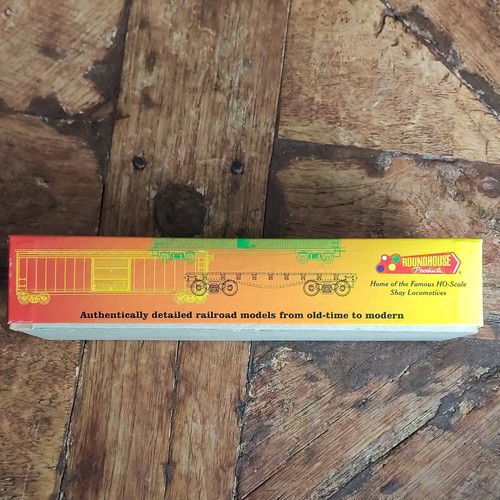 ROUNDHOUSE
Products
Home of the Famous HO-Scale
Shay Locomotives
Authentically detailed railroad models from old-time to modern